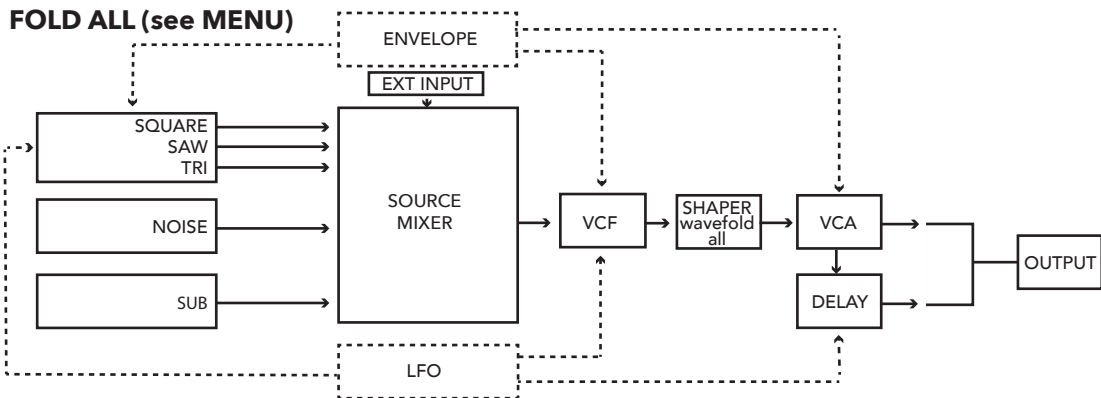 FOLD ALL (see MENU)
ENVELOPE
EXT INPUT
SQUARE
SAW
TRI
NOISE
SUB
SOURCE
MIXER
VCF
SHAPER
wavefold
all
VCA
DELAY
OUTPUT
LFO